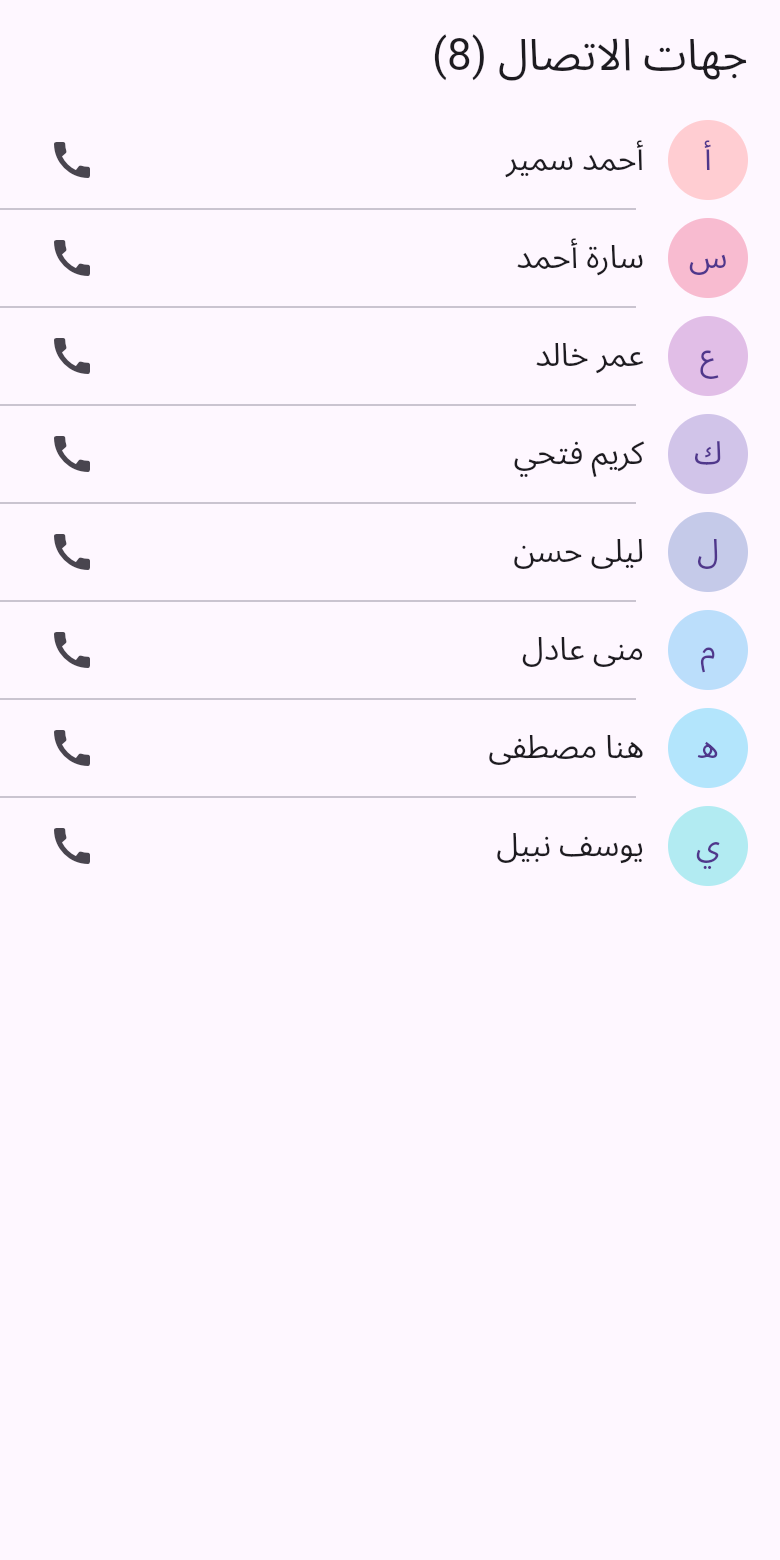 جهات الاتصال (8)
أ
أحمد سمير
س
سارة أحمد
ع
عمر خالد
ك
كريم فتحي
ل
ليلى حسن
م
منى عادل
ه
هنا مصطفى
ي
يوسف نبيل